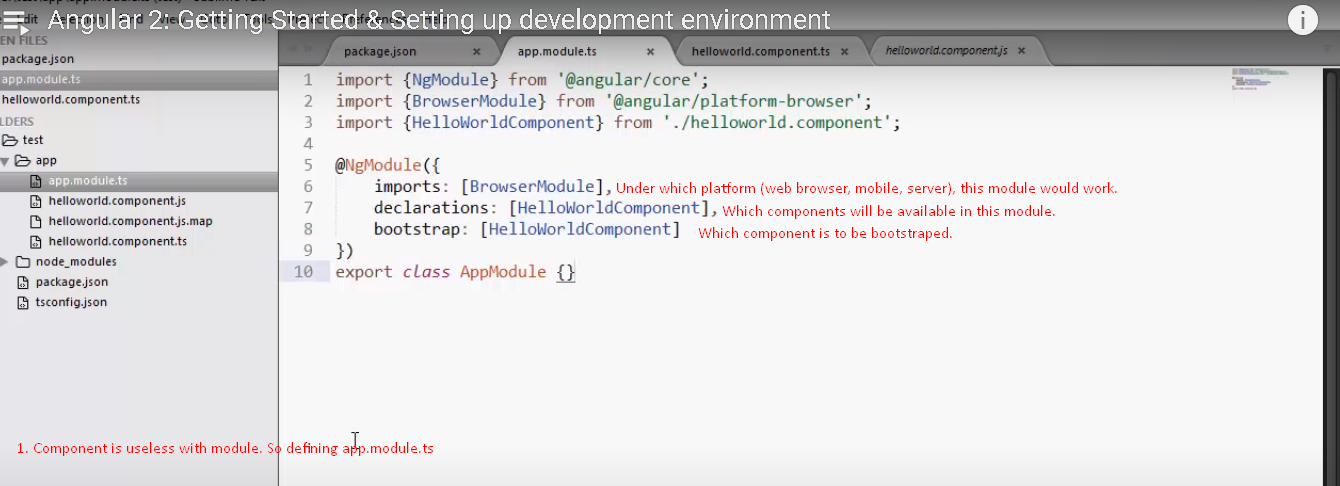 Angular 2: Getting Started & Setting up development environment
EN FILES
package.json
app.module.ts
helloworld.component.ts
LDERS
test
app
app.module.ts
helloworld.component.js
helloworld.component.js.map
helloworld.component.ts
node_modules
package.json
tsconfig.json
package.json × app.module.ts × helloworld.component.ts × helloworld.component.js ×
1 import {NgModule} from '@angular/core';
2 import {BrowserModule} from '@angular/platform-browser';
3 import {HelloWorldComponent} from './helloworld.component';
4
5 @NgModule({
6 imports: [BrowserModule], Under which platform (web browser, mobile, server), this module would work.
7 declarations: [HelloWorldComponent], Which components will be available in this module.
8 bootstrap: [HelloWorldComponent] Which component is to be bootstraped.
9 })
10 export class AppModule {}
1. Component is useless with module. So defining app.module.ts